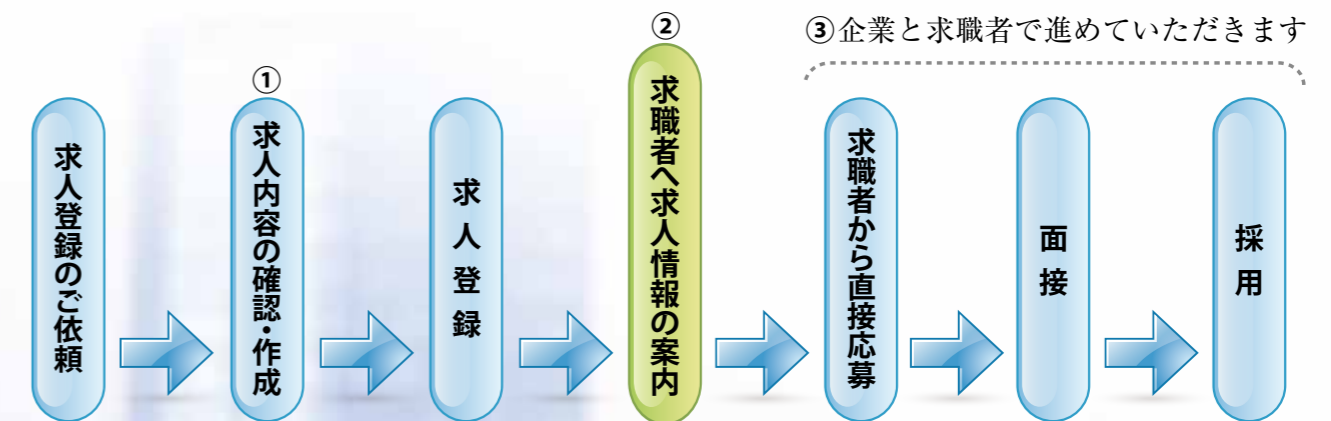 求人登録のご依頼
①
求人内容の確認・作成
求人登録
②
求職者へ求人情報の案内
③企業と求職者で進めていただきます
求職者から直接応募
面接
採用